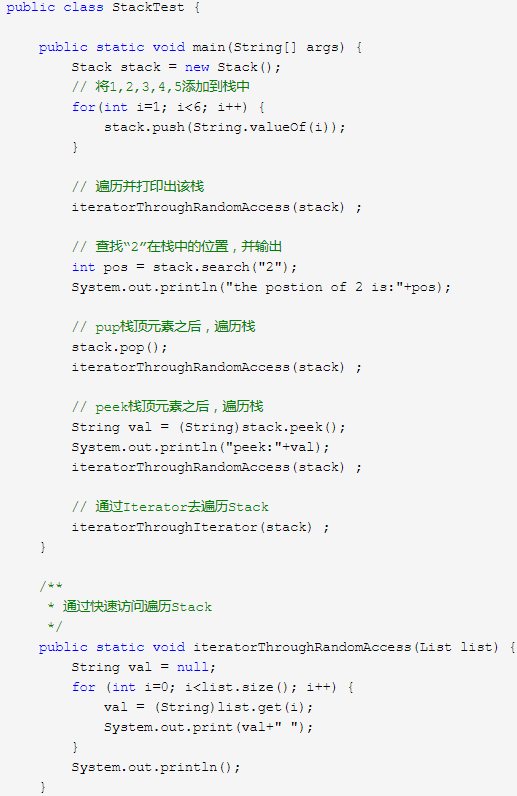 public class StackTest {

    public static void main(String[] args) {
        Stack stack = new Stack();
        // 将1,2,3,4,5添加到栈中
        for(int i=1; i<6; i++) {
            stack.push(String.valueOf(i));
        }

        // 遍历并打印出该栈
        iteratorThroughRandomAccess(stack) ;

        // 查找“2”在栈中的位置，并输出
        int pos = stack.search("2");
        System.out.println("the postion of 2 is:"+pos);

        // pup栈顶元素之后，遍历栈
        stack.pop();
        iteratorThroughRandomAccess(stack) ;

        // peek栈顶元素之后，遍历栈
        String val = (String)stack.peek();
        System.out.println("peek:"+val);
        iteratorThroughRandomAccess(stack) ;

        // 通过Iterator去遍历Stack
        iteratorThroughIterator(stack) ;
    }

    /**
     * 通过快速访问遍历Stack
     */
    public static void iteratorThroughRandomAccess(List list) {
        String val = null;
        for (int i=0; i<list.size(); i++) {
            val = (String)list.get(i);
            System.out.print(val+" ");
        }
        System.out.println();
    }